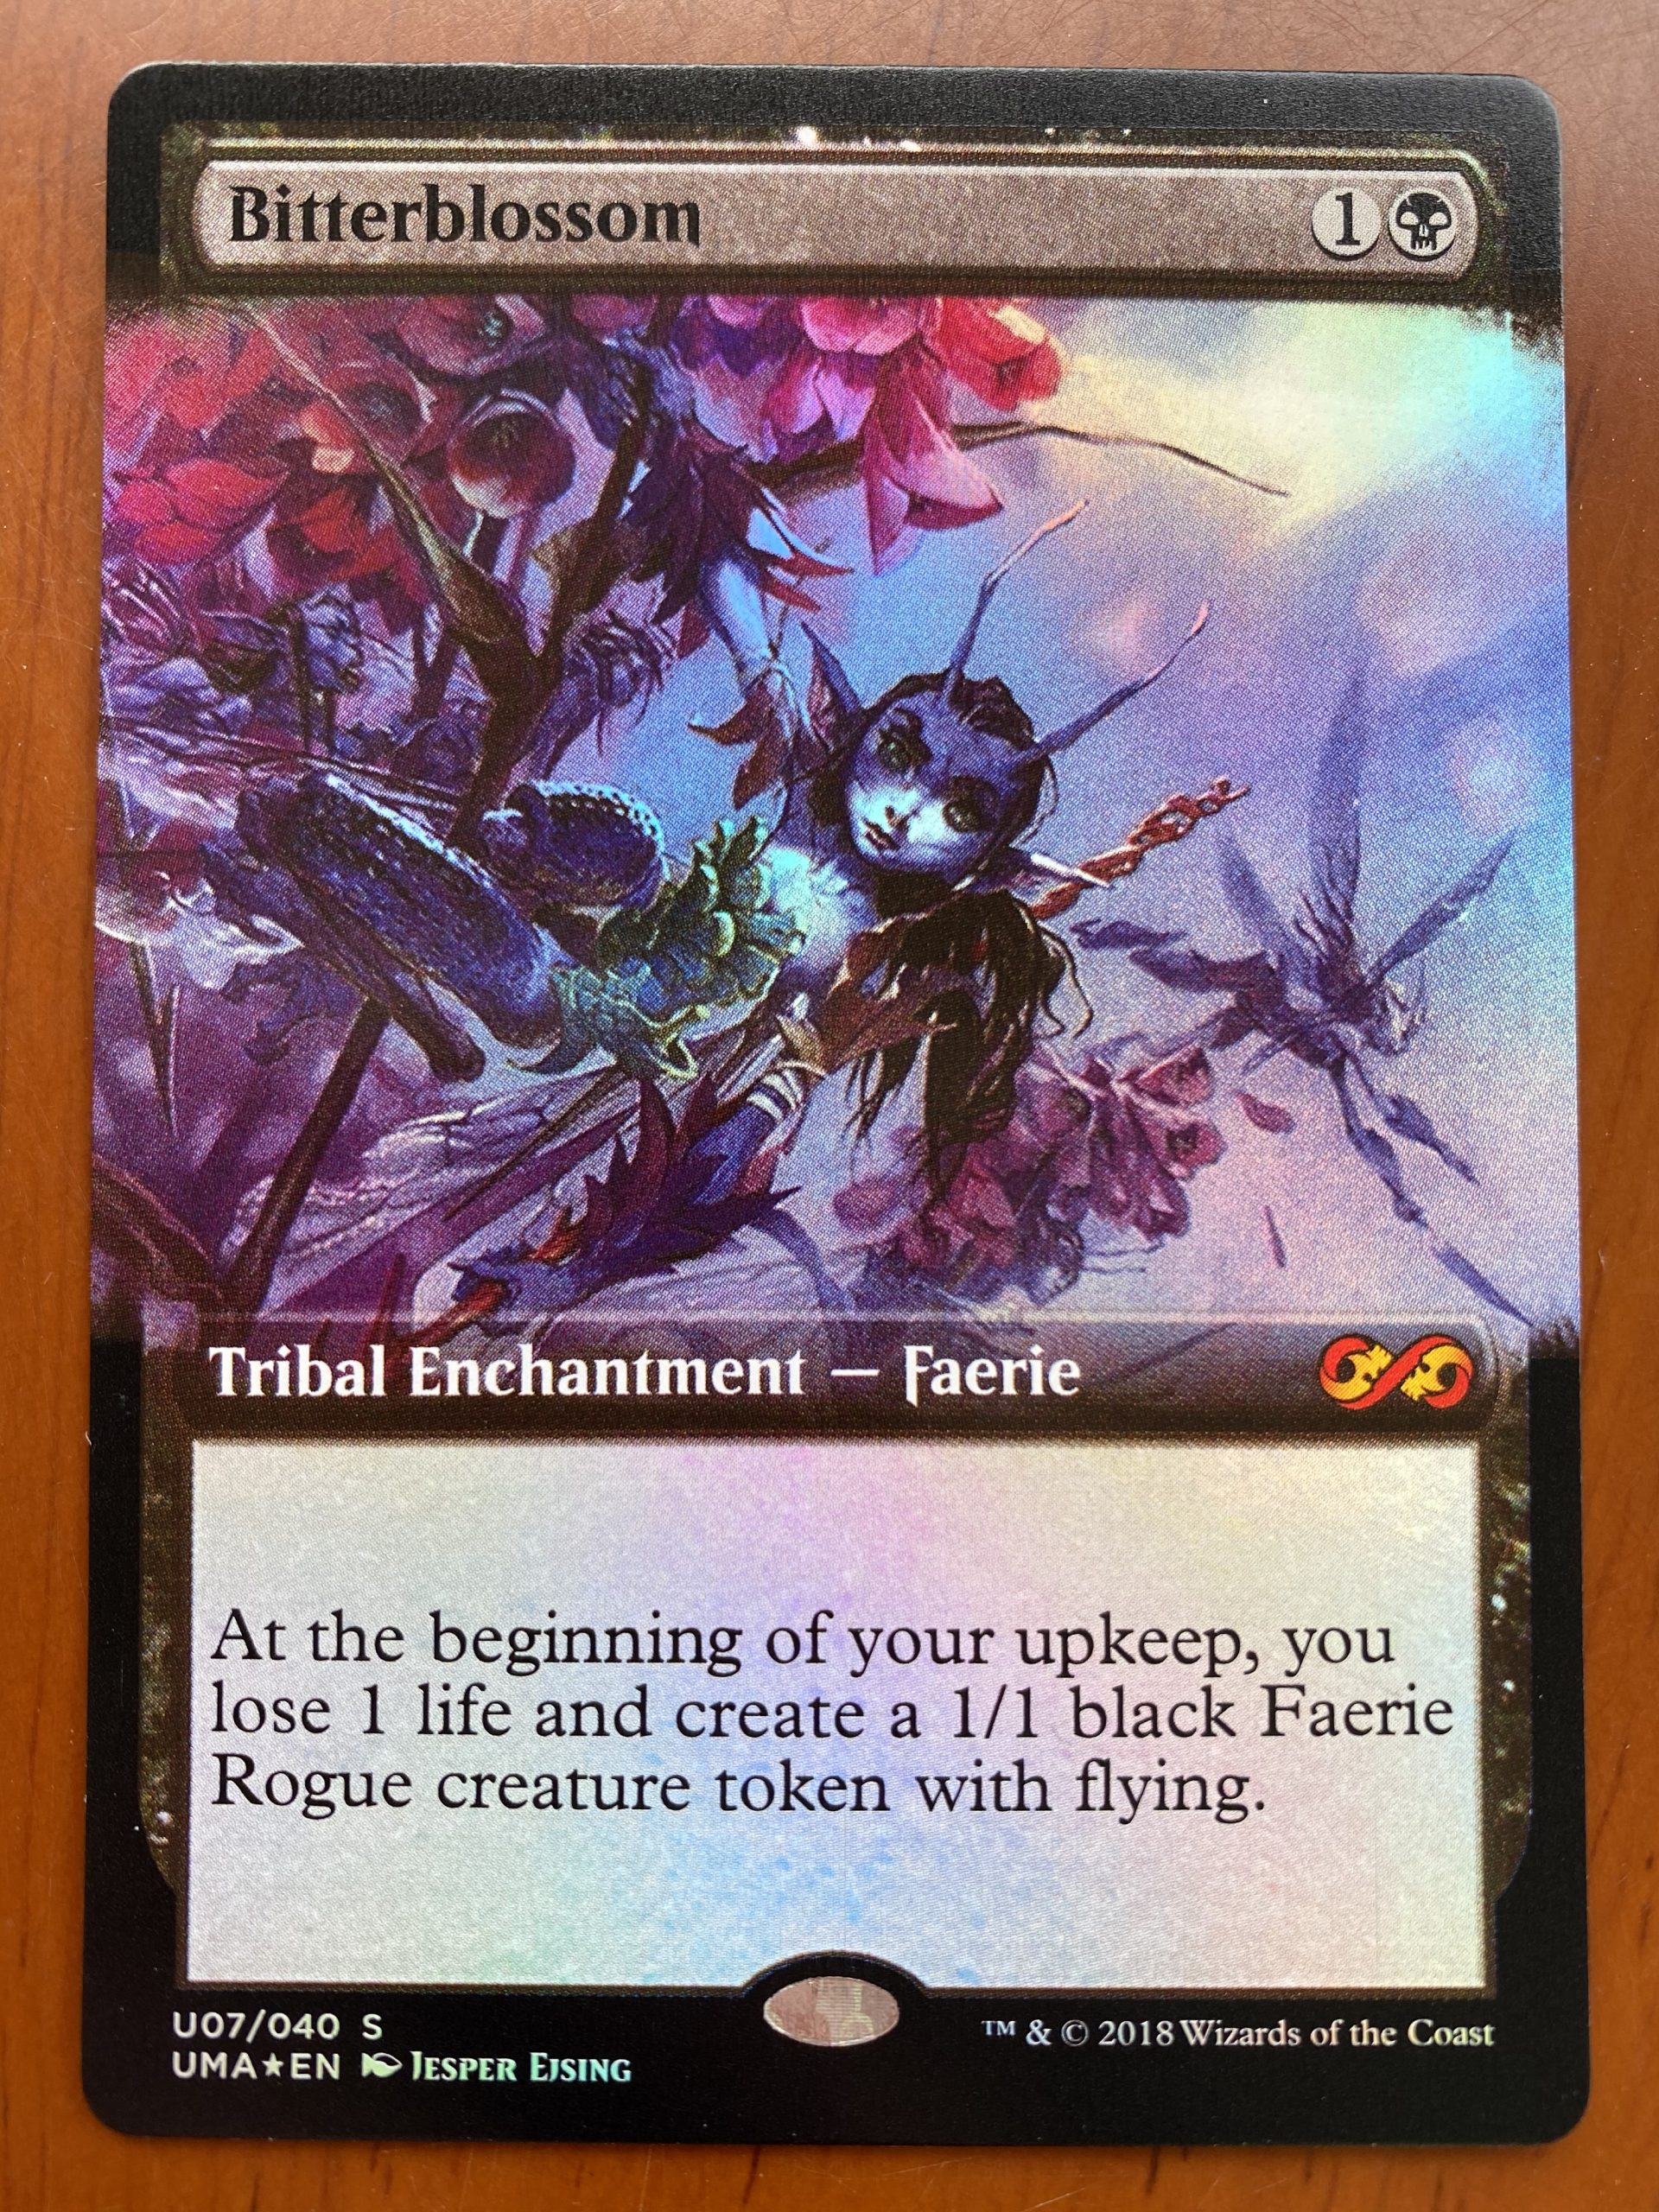 Bitterblossom 1
Tribal Enchantment — Faerie
At the beginning of your upkeep, you
lose 1 life and create a 1/1 black Faerie
Rogue creature token with flying.
U07/040 S
UMA★EN JESPER EJSING
™ & © 2018 Wizards of the Coast